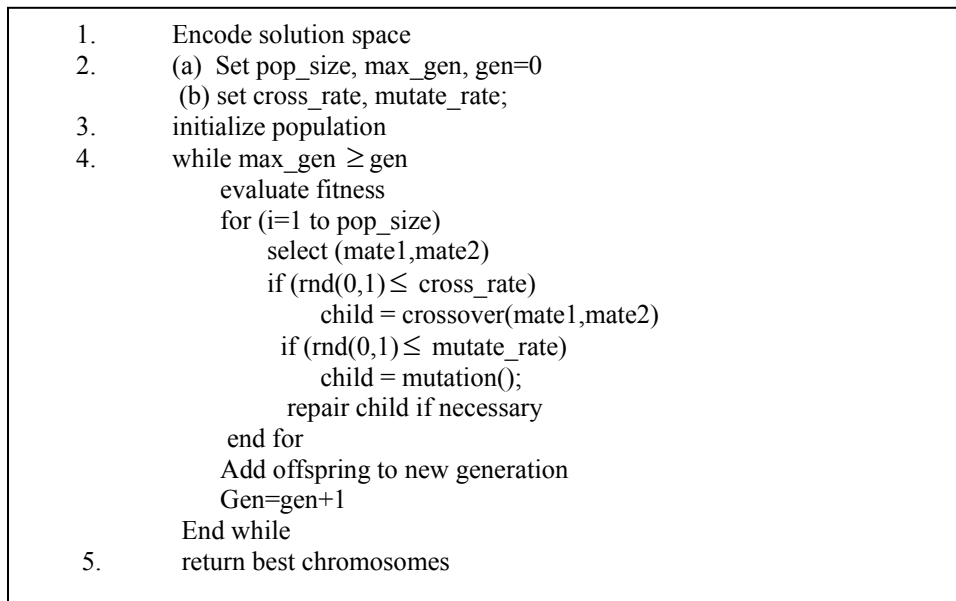 1. Encode solution space
2. (a) Set pop_size, max_gen, gen=0
(b) set cross_rate, mutate_rate;
3. initialize population
4. while max_gen ≥ gen
evaluate fitness
for (i=1 to pop_size)
select (mate1,mate2)
if (rnd(0,1) ≤ cross_rate)
child = crossover(mate1,mate2)
if (rnd(0,1) ≤ mutate_rate)
child = mutation();
repair child if necessary
end for
Add offspring to new generation
Gen=gen+1
End while
5. return best chromosomes